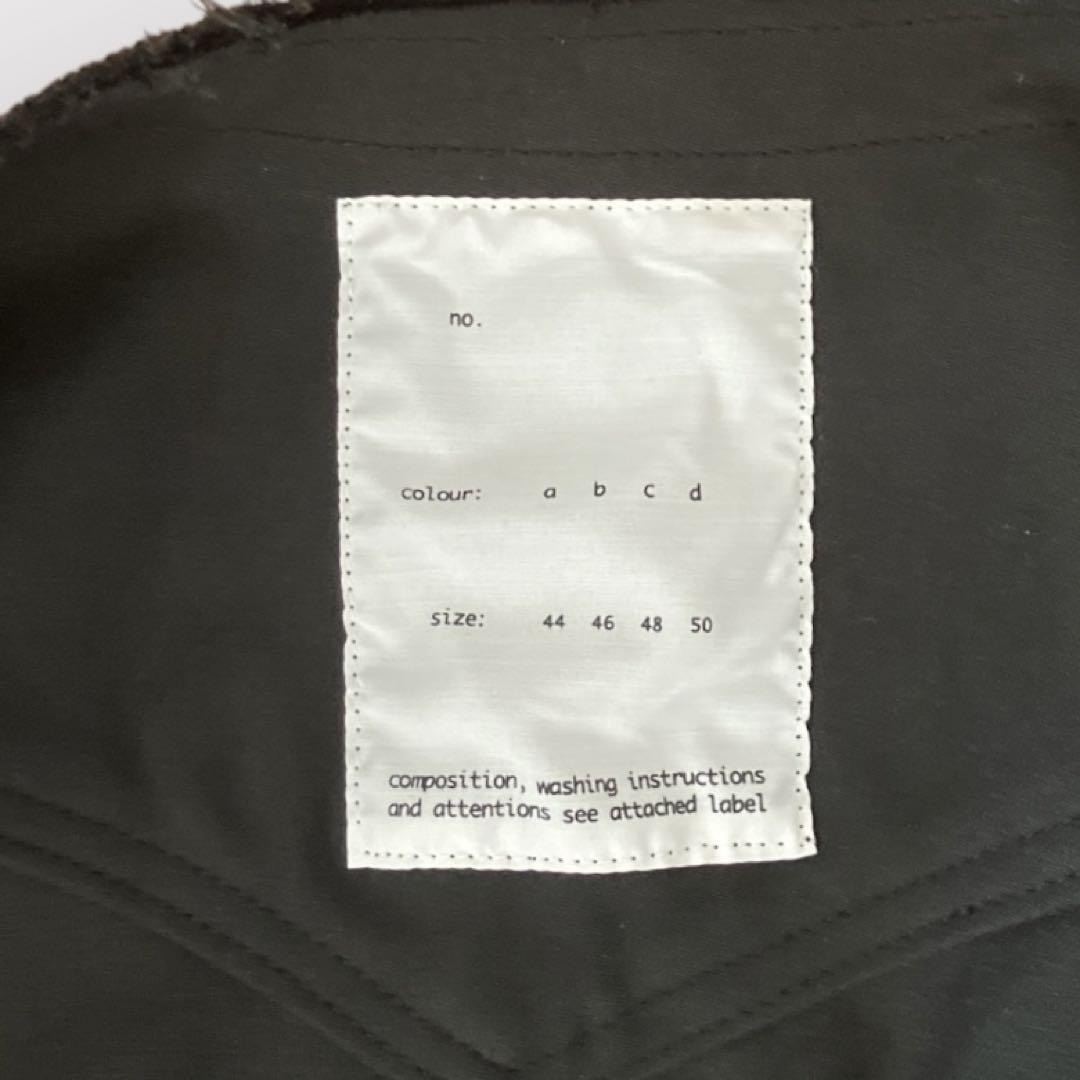 no.
colour: a b c d
size: 44 46 48 50
composition, washing instructions
and attentions see attached label